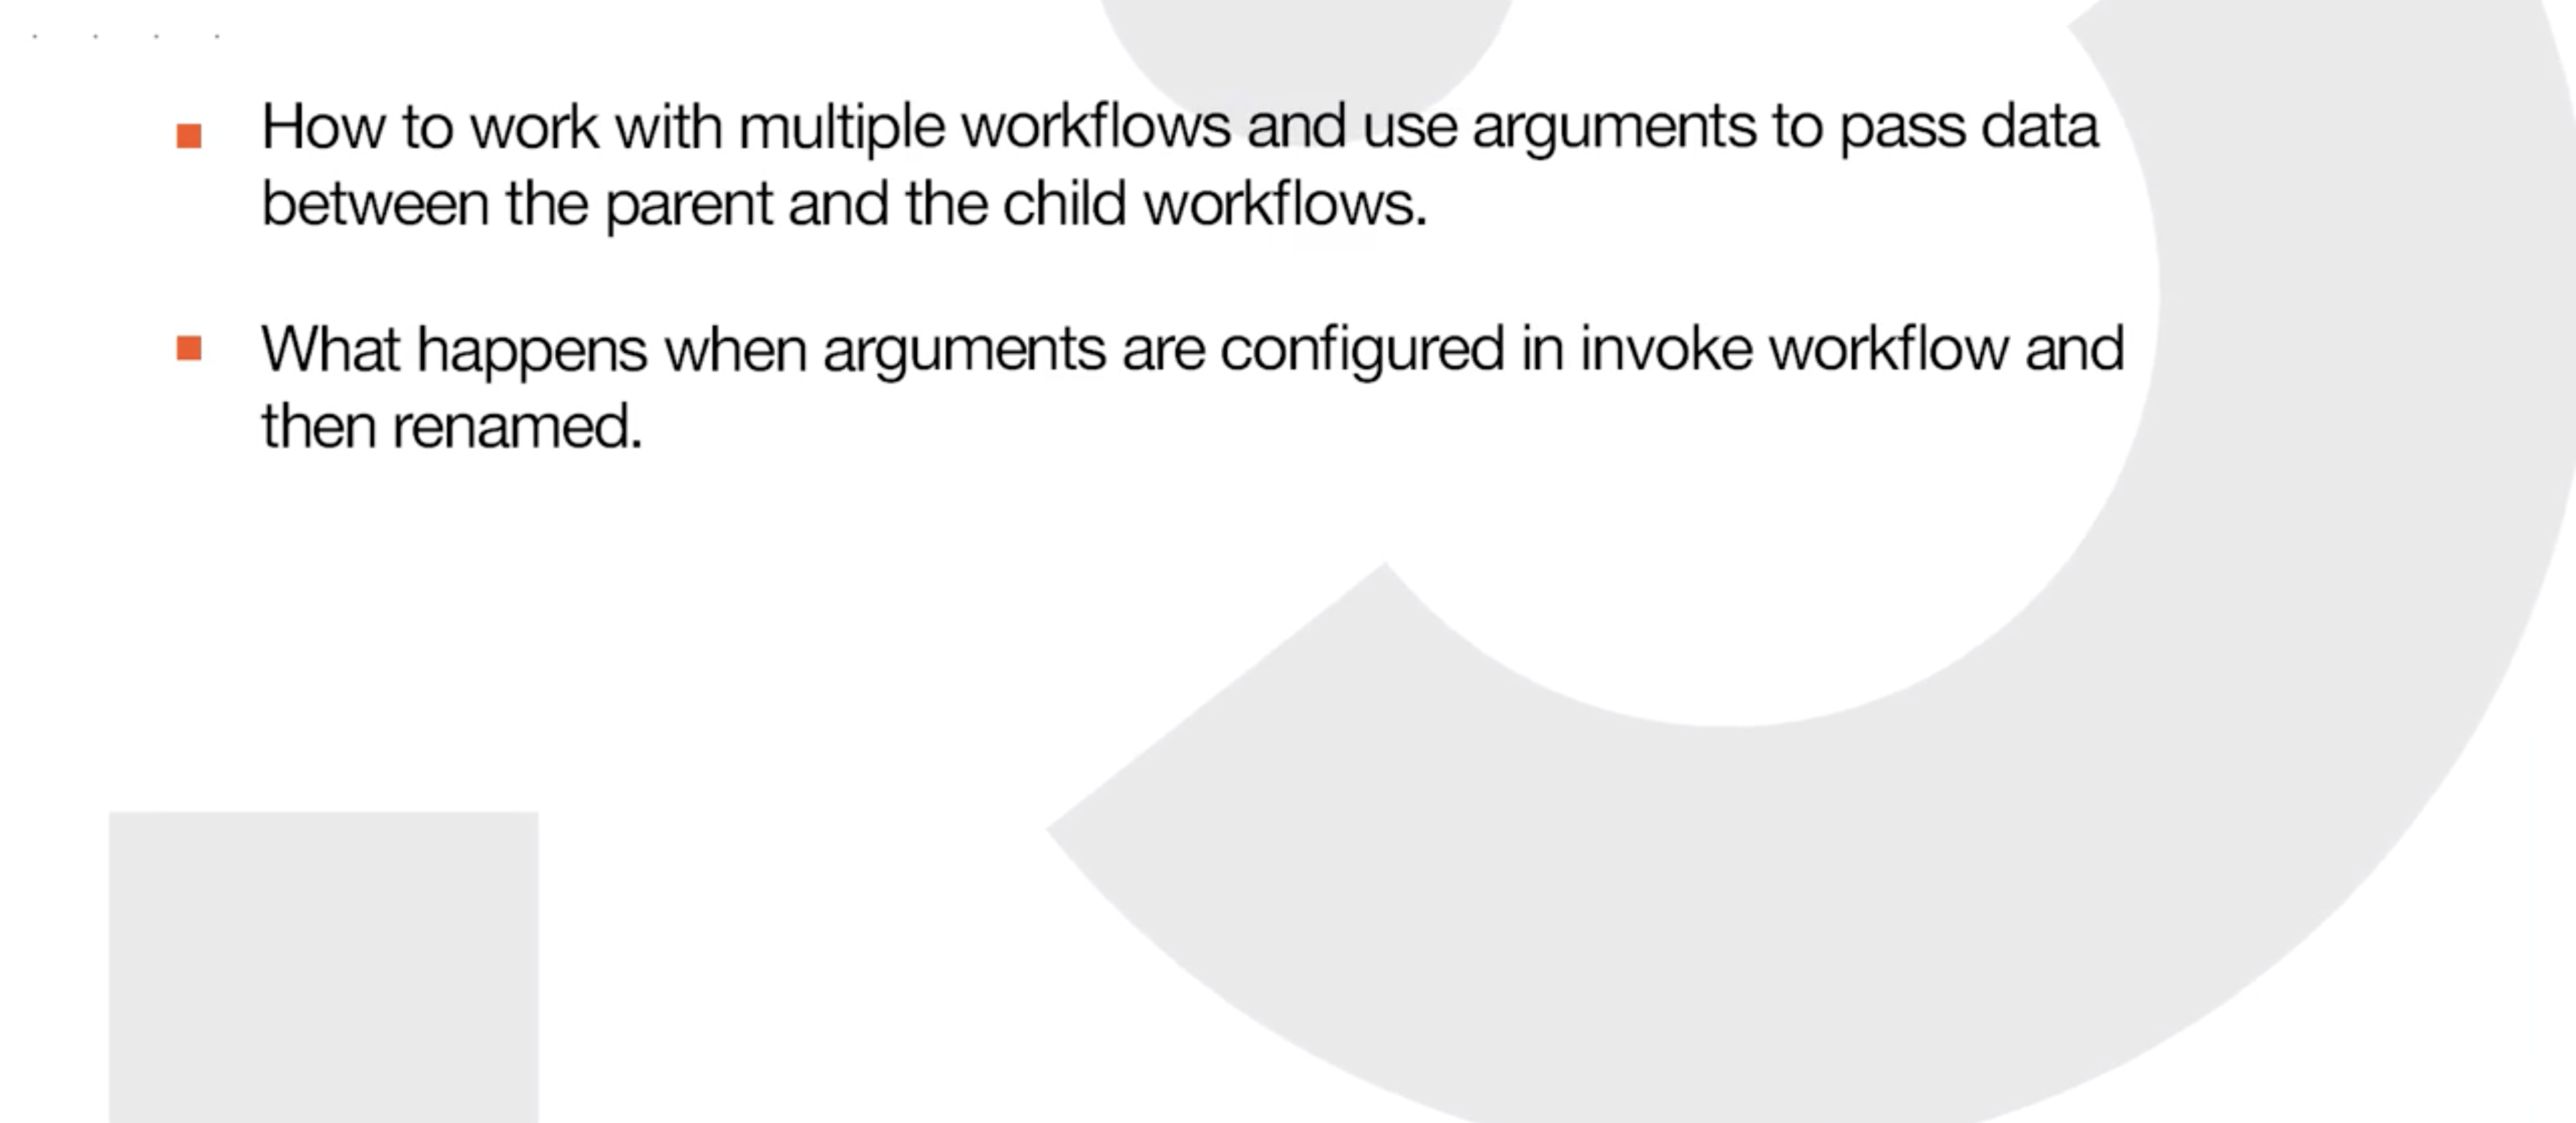 How to work with multiple workflows and use arguments to pass data
between the parent and the child workflows.
What happens when arguments are configured in invoke workflow and
then renamed.